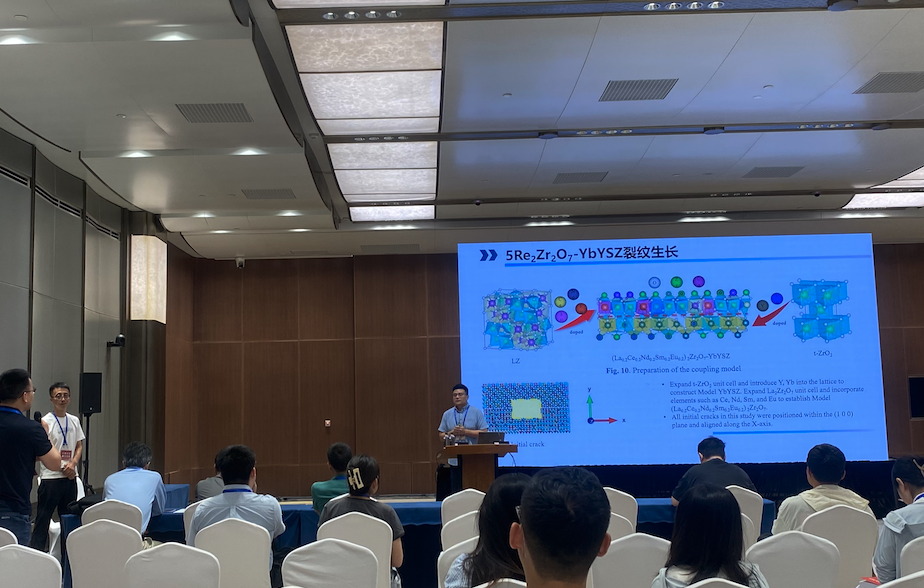 5Re₂Zr₂O₇-YbYSZ裂纹生长
doped
doped
LZ
(La₀.₂Ce₀.₂Nd₀.₂Sm₀.₂Eu₀.₂)₂Zr₂O₇-YbYSZ
t-ZrO₂
Fig. 10. Preparation of the coupling model
y
x
itial crack
• Expand t-ZrO₂ unit cell and introduce Y, Yb into the lattice to
construct Model YbYSZ. Expand La₂Zr₂O₇ unit cell and incorporate
elements such as Ce, Nd, Sm, and Eu to establish Model
(La₀.₂Ce₀.₂Nd₀.₂Sm₀.₂Eu₀.₂)₂Zr₂O₇.
All initial cracks in this study were positioned within the (1 0 0)
plane and aligned along the X-axis.